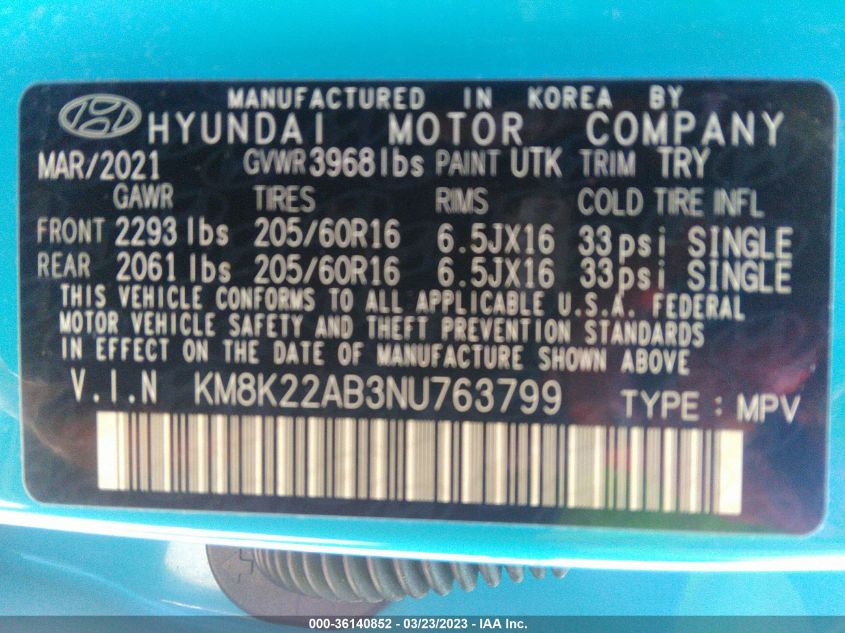 MANUFACTURED IN KOREA BY
HYUNDAI MOTOR COMPANY
MAR/2021 GVWR 3968 lbs PAINT UTK TRIM TRY
GAWR TIRES RIMS COLD TIRE INFL
FRONT 2293 lbs 205/60R16 6.5JX16 33psi SINGLE
REAR 2061 lbs 205/60R16 6.5JX16 33psi SINGLE
THIS VEHICLE CONFORMS TO ALL APPLICABLE U.S.A. FEDERAL
MOTOR VEHICLE SAFETY AND THEFT PREVENTION STANDARDS
IN EFFECT ON THE DATE OF MANUFACTURE SHOWN ABOVE.
V.I.N KM8K22AB3NU763799 TYPE : MPV
000-36140852 - 03/23/2023 - IAA Inc.